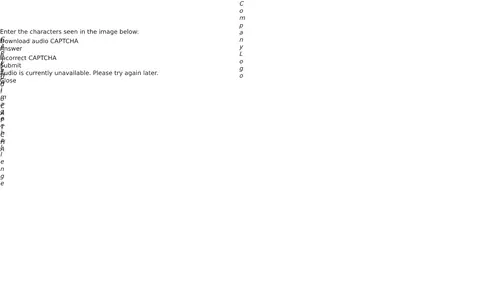 Company Logo
Enter the characters seen in the image below:
Download audio CAPTCHA
Answer
Incorrect CAPTCHA
Submit
Audio is currently unavailable. Please try again later.
Close